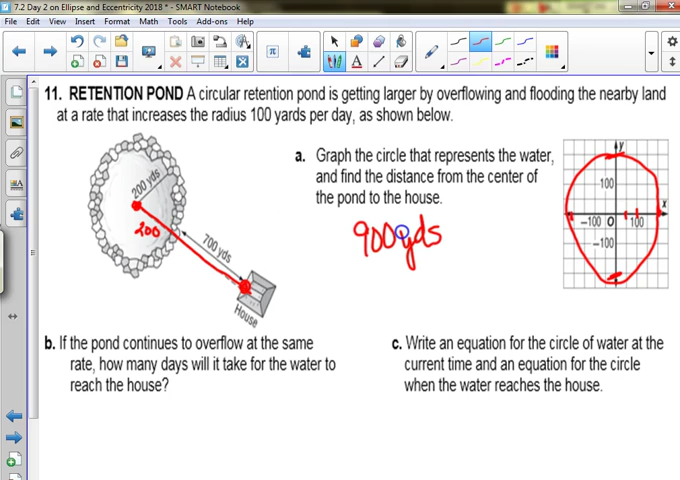 7.2 Day 2 on Ellipse and Eccentricity 2018 * - SMART Notebook
File Edit View Insert Format Tools Add-ons Help
11. RETENTION POND A circular retention pond is getting larger by overflowing and flooding the nearby land
at a rate that increases the radius 100 yards per day, as shown below.
200 yds
200
700 yds
House
a. Graph the circle that represents the water,
and find the distance from the center of
the pond to the house.
900yds
y
100
x
-100 O 100
-100
b. If the pond continues to overflow at the same
rate, how many days will it take for the water to
reach the house?
c. Write an equation for the circle of water at the
current time and an equation for the circle
when the water reaches the house.